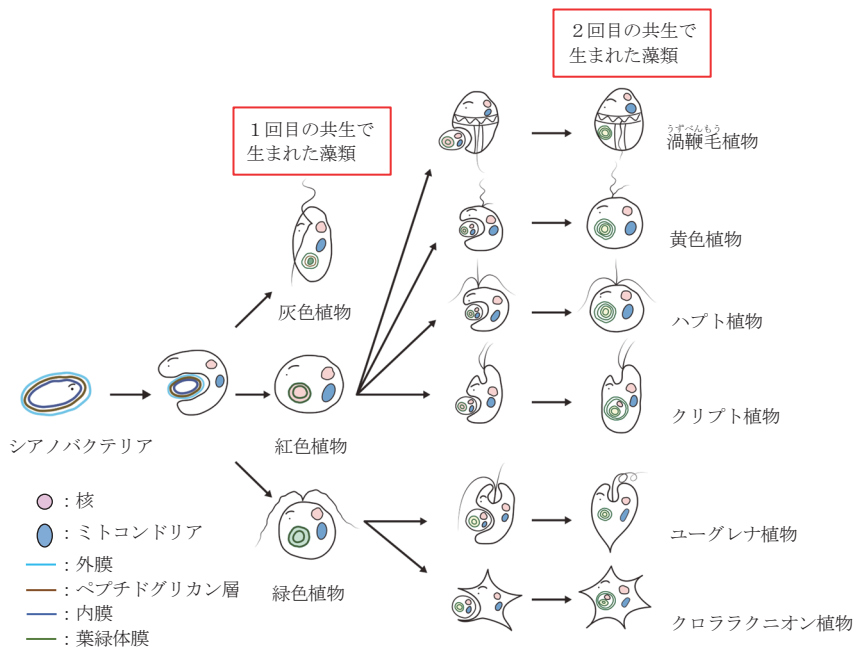 2回目の共生で
生まれた藻類
1回目の共生で
生まれた藻類
うずべんもう
渦鞭毛植物
黄色植物
灰色植物
ハプト植物
シアノバクテリア
紅色植物
クリプト植物
:核
:ミトコンドリア
:外膜
:ペプチドグリカン層
:内膜
:葉緑体膜
緑色植物
ユーグレナ植物
クロララクニオン植物